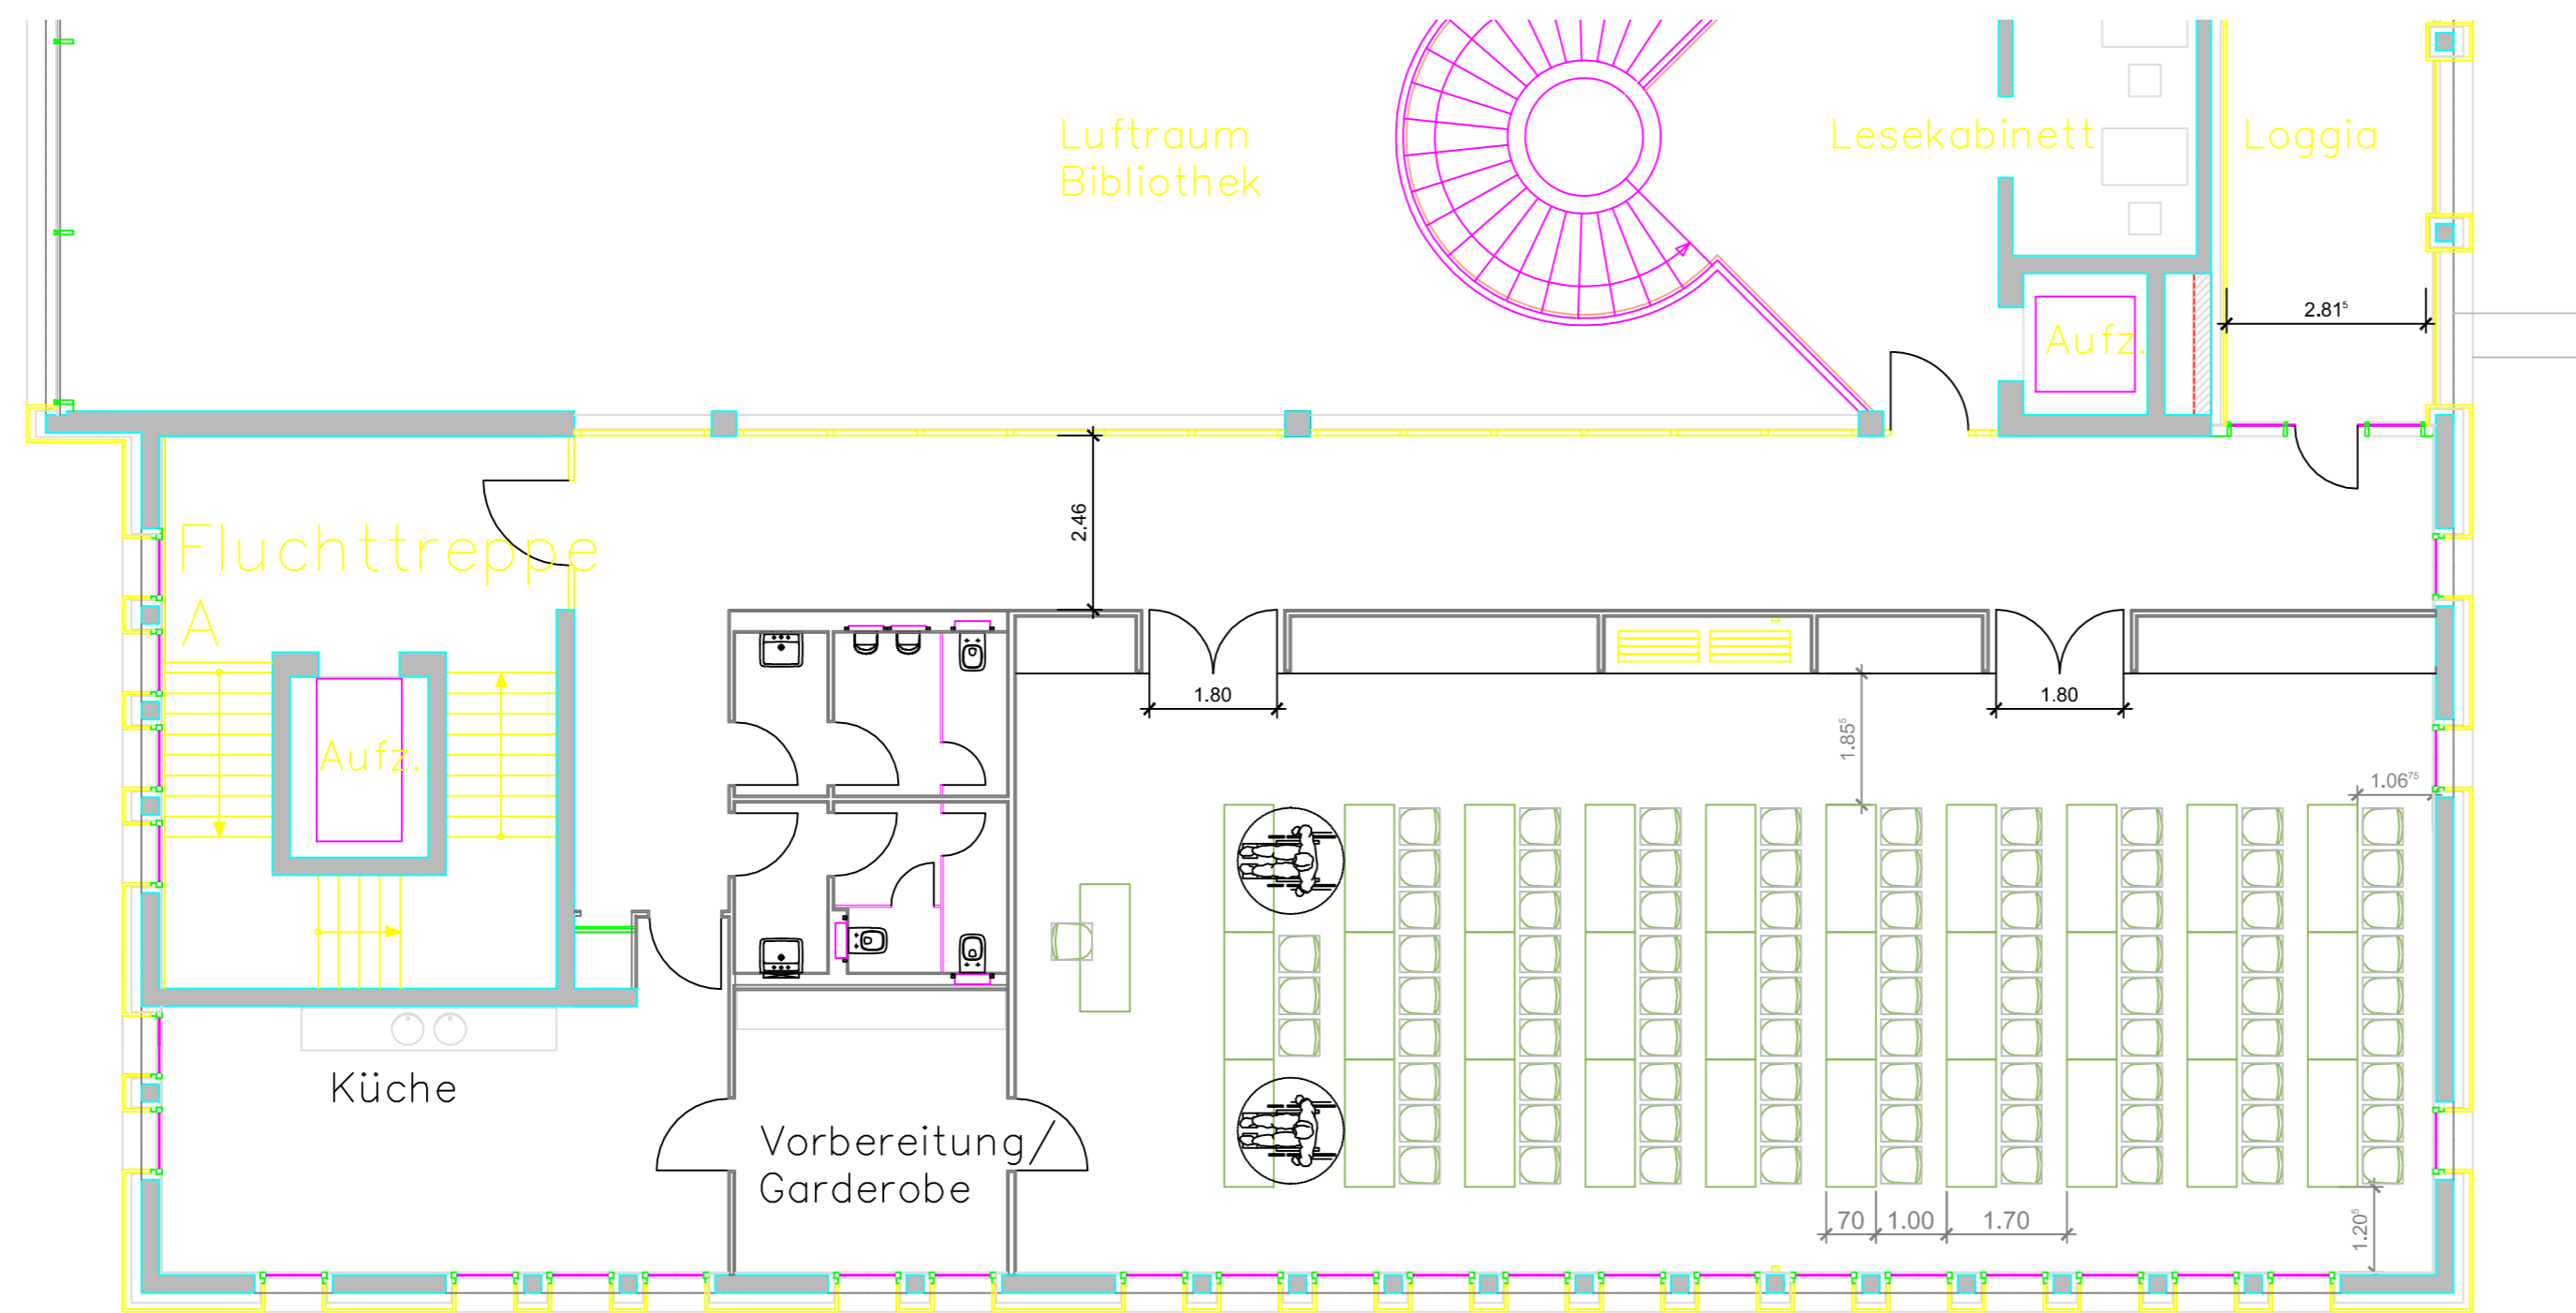 Luftraum
Bibliothek
Lesekabinett
Loggia
2.81⁵
Aufz.
2.46
Fluchttreppe
A
Aufz.
1.80
1.80
1.85⁵
1.06⁷⁵
Küche
Vorbereitung/
Garderobe
70
1.00
1.70
1.20⁵